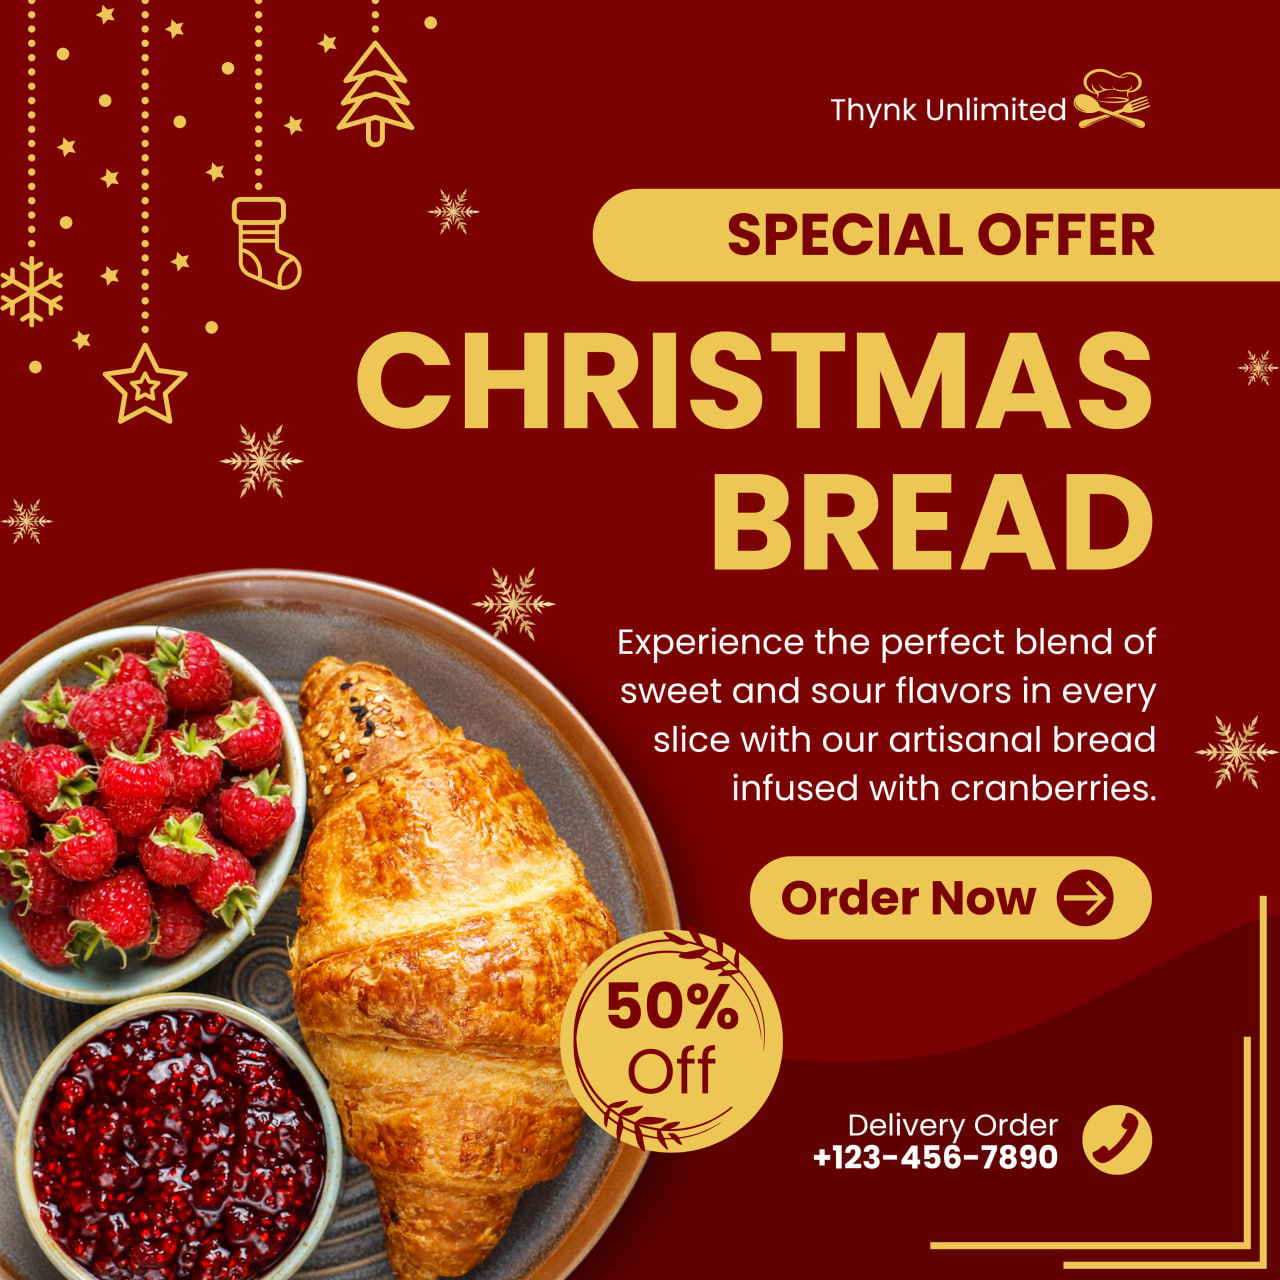 Thynk Unlimited
SPECIAL OFFER
CHRISTMAS
BREAD
Experience the perfect blend of
sweet and sour flavors in every
slice with our artisanal bread
infused with cranberries.
Order Now
50%
Off
Delivery Order
+123-456-7890